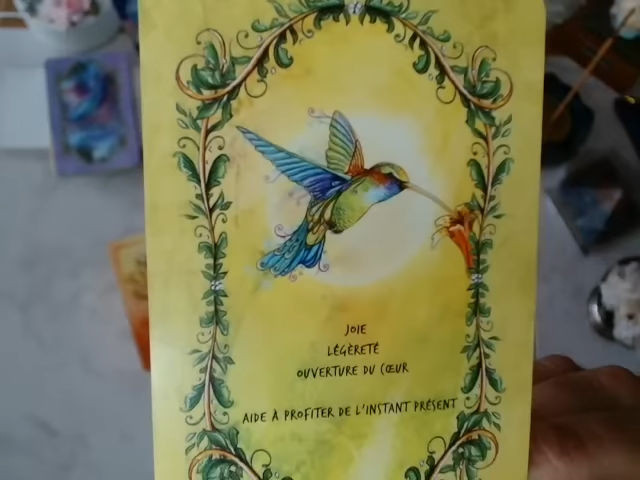 JOIE
LÉGÈRETÉ
OUVERTURE DU CŒUR
AIDE À PROFITER DE L'INSTANT PRÉSENT